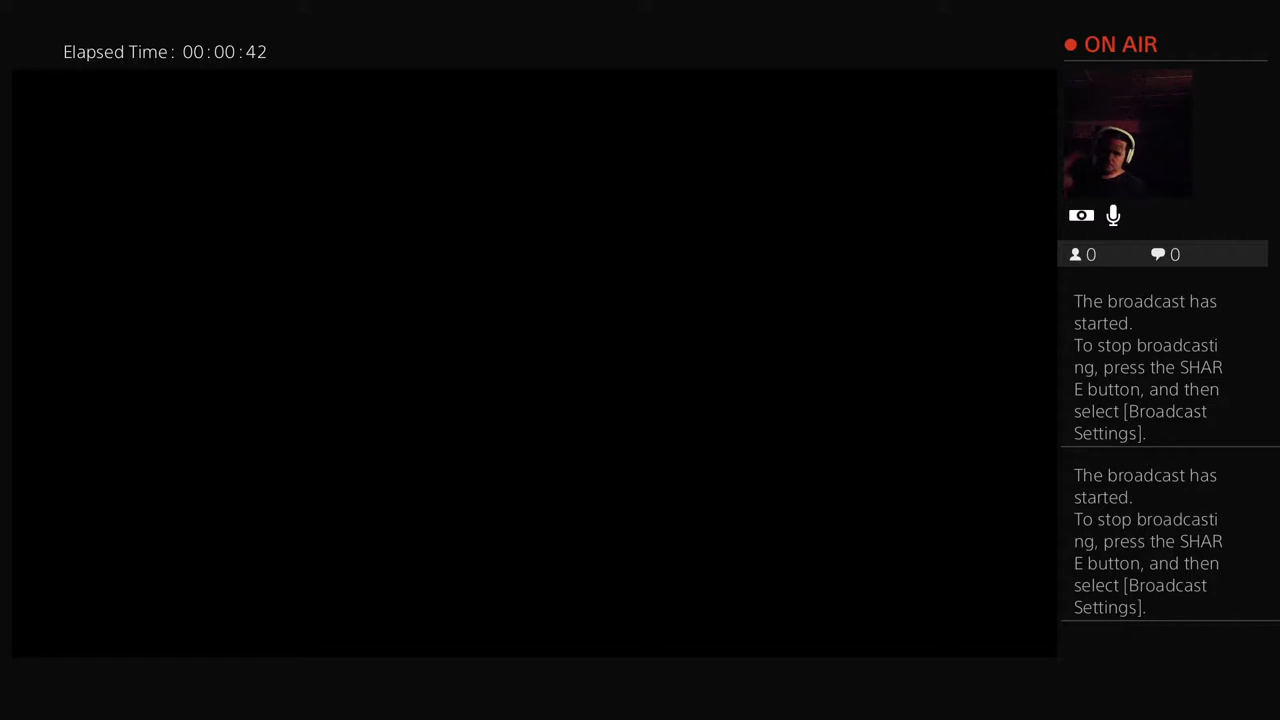 Elapsed Time: 00:00:42
ON AIR
0 0
The broadcast has
started.
To stop broadcasti
ng, press the SHAR
E button, and then
select [Broadcast
Settings].
The broadcast has
started.
To stop broadcasti
ng, press the SHAR
E button, and then
select [Broadcast
Settings].